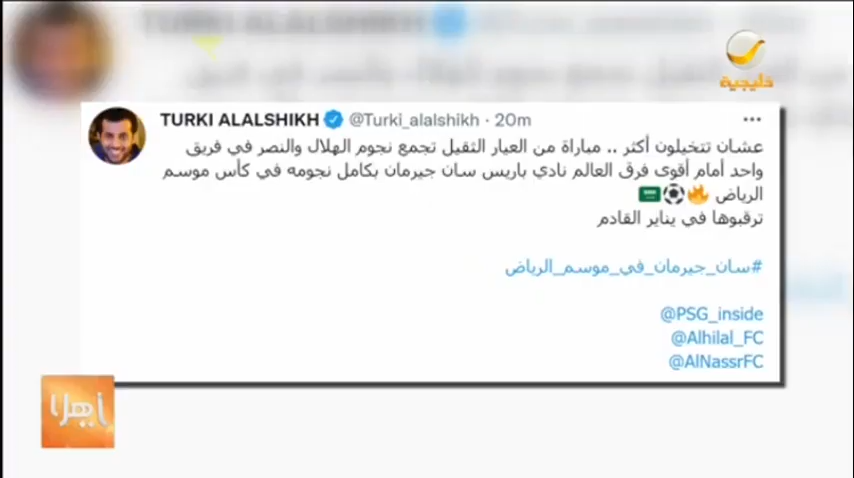 خليجية
TURKI ALALSHIKH @Turki_alalshikh · 20m
عشان تتخيلون أكثر .. مباراة من العيار الثقيل تجمع نجوم الهلال والنصر في فريق
واحد أمام أقوى فرق العالم نادي باريس سان جيرمان بكامل نجومه في كأس موسم
الرياض 🔥⚽🇸🇦
ترقبوها في يناير القادم
#سان_جيرمان_في_موسم_الرياض
@PSG_inside
@Alhilal_FC
@AlNassrFC
أهلا